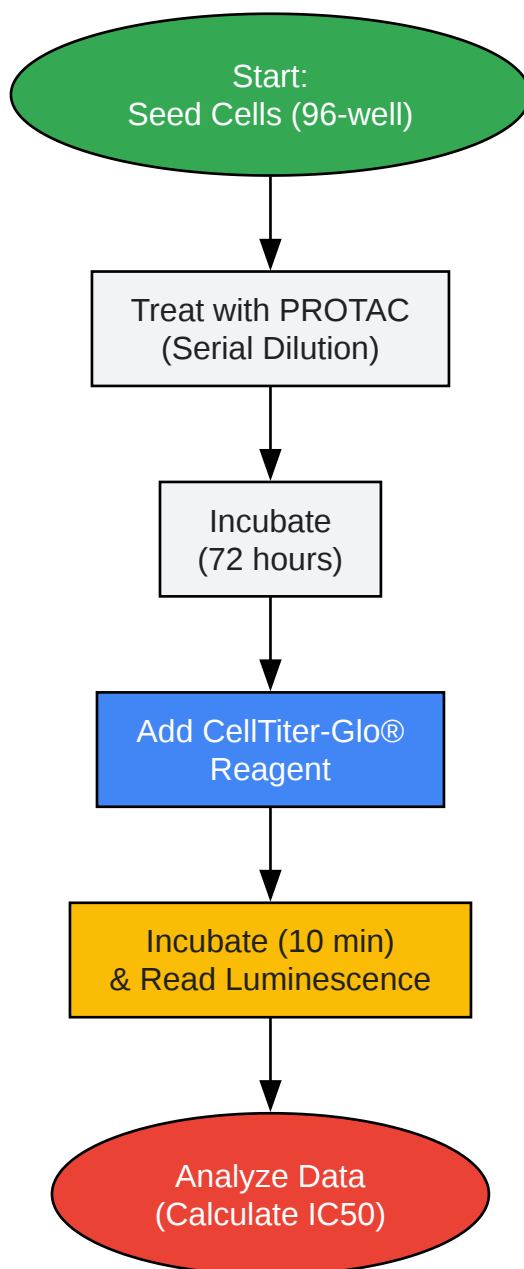 Start:
Seed Cells (96-well)
Treat with PROTAC
(Serial Dilution)
Incubate
(72 hours)
Add CellTiter-Glo®
Reagent
Incubate (10 min)
& Read Luminescence
Analyze Data
(Calculate IC50)